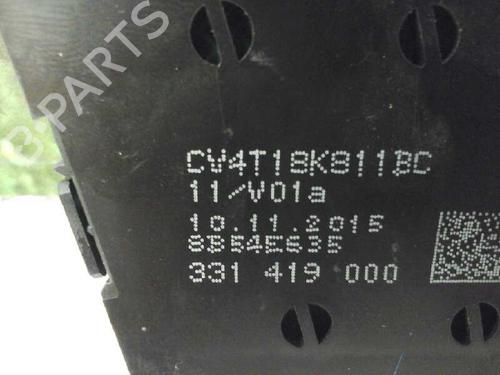 B-PARTS
CV4T18K811BC
11/V01a
10.11.2015
8B54E635
331 419 000